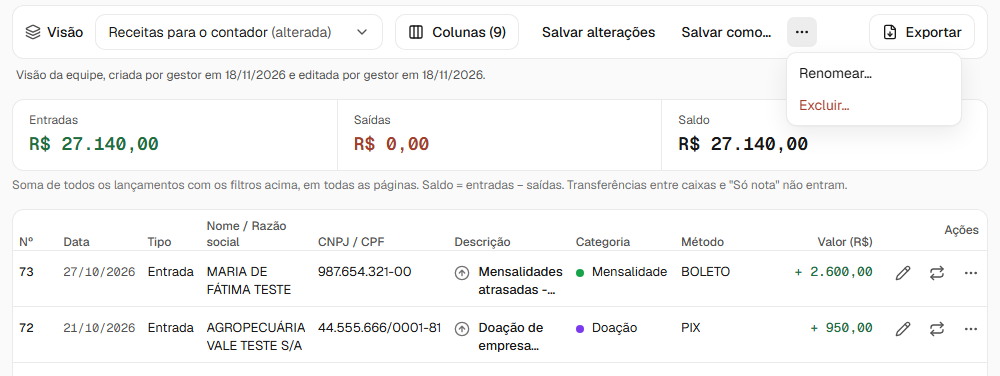 Visão
Receitas para o contador (alterada)
Colunas (9)
Salvar alterações
Salvar como...
Exportar
Visão da equipe, criada por gestor em 18/11/2026 e editada por gestor em 18/11/2026.
Renomear...
Excluir...
Entradas
R$ 27.140,00
Saídas
R$ 0,00
Saldo
R$ 27.140,00
Soma de todos os lançamentos com os filtros acima, em todas as páginas. Saldo = entradas – saídas. Transferências entre caixas e "Só nota" não entram.
Nº Data Tipo Nome / Razão social CNPJ / CPF Descrição Categoria Método Valor (R$) Ações
73 27/10/2026 Entrada MARIA DE FÁTIMA TESTE 987.654.321-00 Mensalidades atrasadas -... Mensalidade BOLETO + 2.600,00
72 21/10/2026 Entrada AGROPECUÁRIA VALE TESTE S/A 44.555.666/0001-81 Doação de empresa... Doação PIX + 950,00